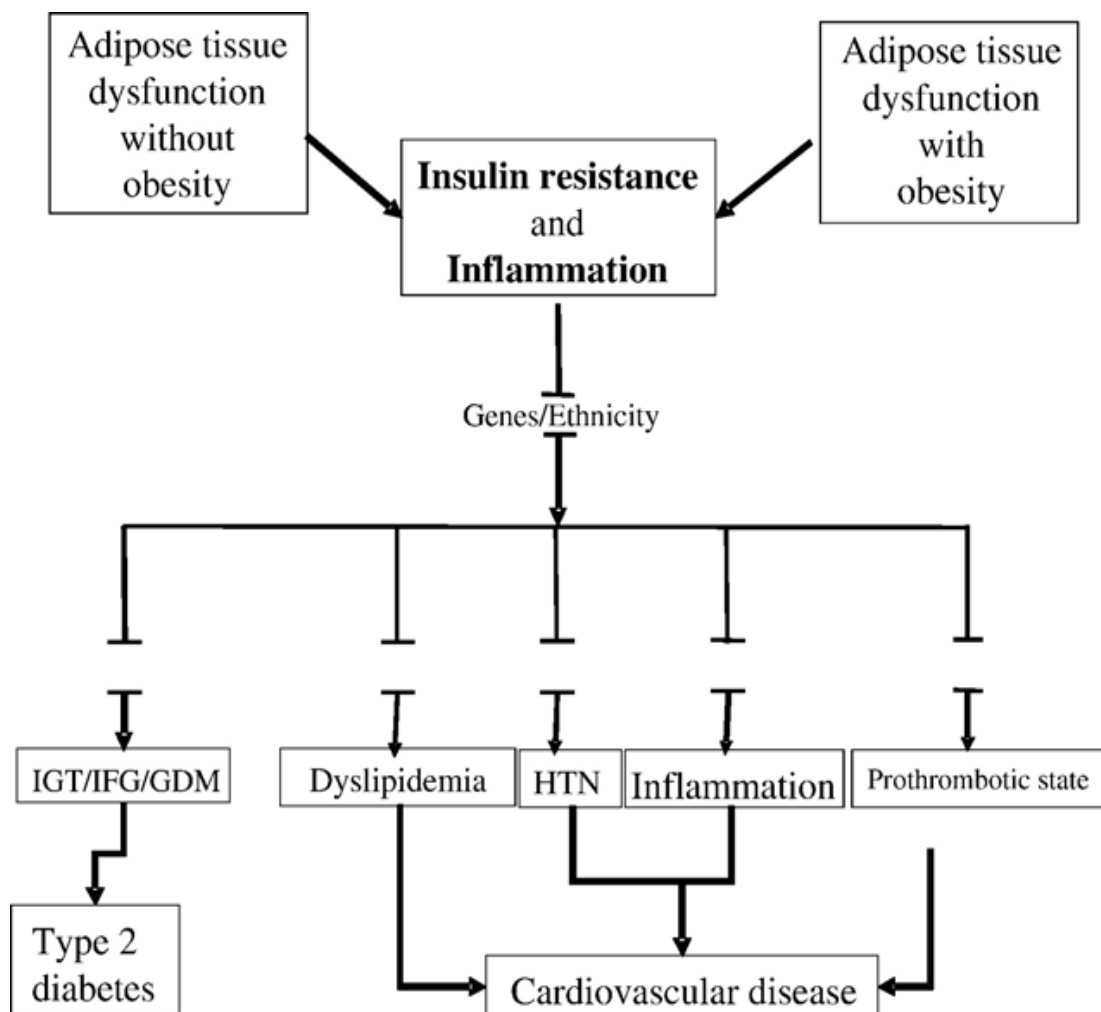 Adipose tissue
dysfunction
without
obesity
Adipose tissue
dysfunction
with
obesity
Insulin resistance
and
Inflammation
Genes/Ethnicity
IGT/IFG/GDM
Dyslipidemia
HTN
Inflammation
Prothrombotic state
Type 2
diabetes
Cardiovascular disease